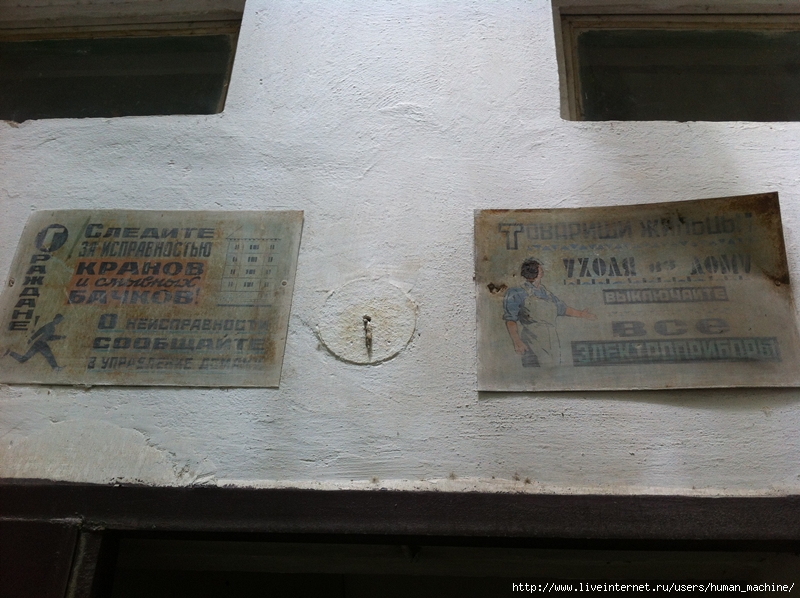 ГРАЖДАНЕ!
СЛЕДИТЕ
ЗА ИСПРАВНОСТЬЮ
КРАНОВ
И СМЫВНЫХ
БАЧКОВ!
О НЕИСПРАВНОСТИ
СООБЩАЙТЕ
В УПРАВЛЕНИЕ ДОМАМИ
ТОВАРИЩИ ЖИЛЬЦЫ!
УХОДЯ ИЗ ДОМУ
ВЫКЛЮЧАЙТЕ
ВСЕ
ЭЛЕКТРОПРИБОРЫ
http://www.liveinternet.ru/users/human_machine/